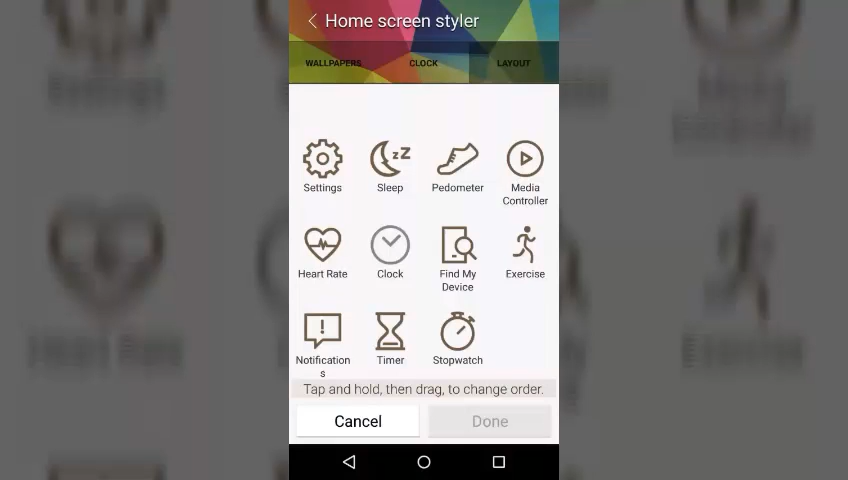 Home screen styler
WALLPAPERS CLOCK LAYOUT
Settings Sleep Pedometer Media
Controller
Heart Rate Clock Find My Exercise
Device
Notification Timer Stopwatch
s
Tap and hold, then drag, to change order.
Cancel Done